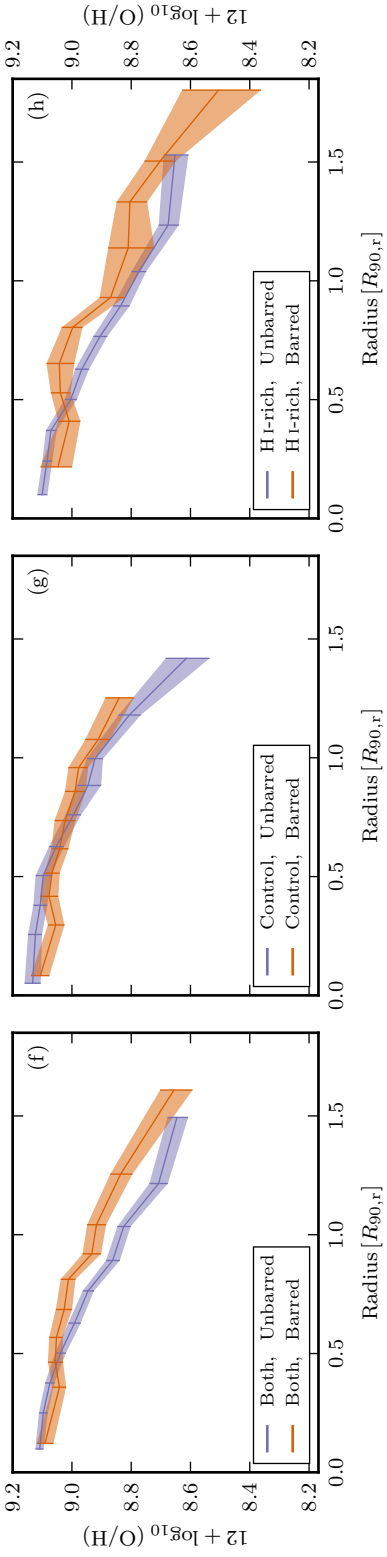 12 + log10 (O/H)
9.2
9.0
8.8
8.6
8.4
(f)
Both, Unbarred
Both, Barred
0.0
0.5
1.0
1.5
Radius [R90,r]
(g)
Control, Unbarred
Control, Barred
0.0
0.5
1.0
1.5
Radius [R90,r]
(h)
HI-rich, Unbarred
HI-rich, Barred
0.0
0.5
1.0
1.5
Radius [R90,r]
9.2
9.0
8.8
8.6
8.4
8.2
12 + log10 (O/H)